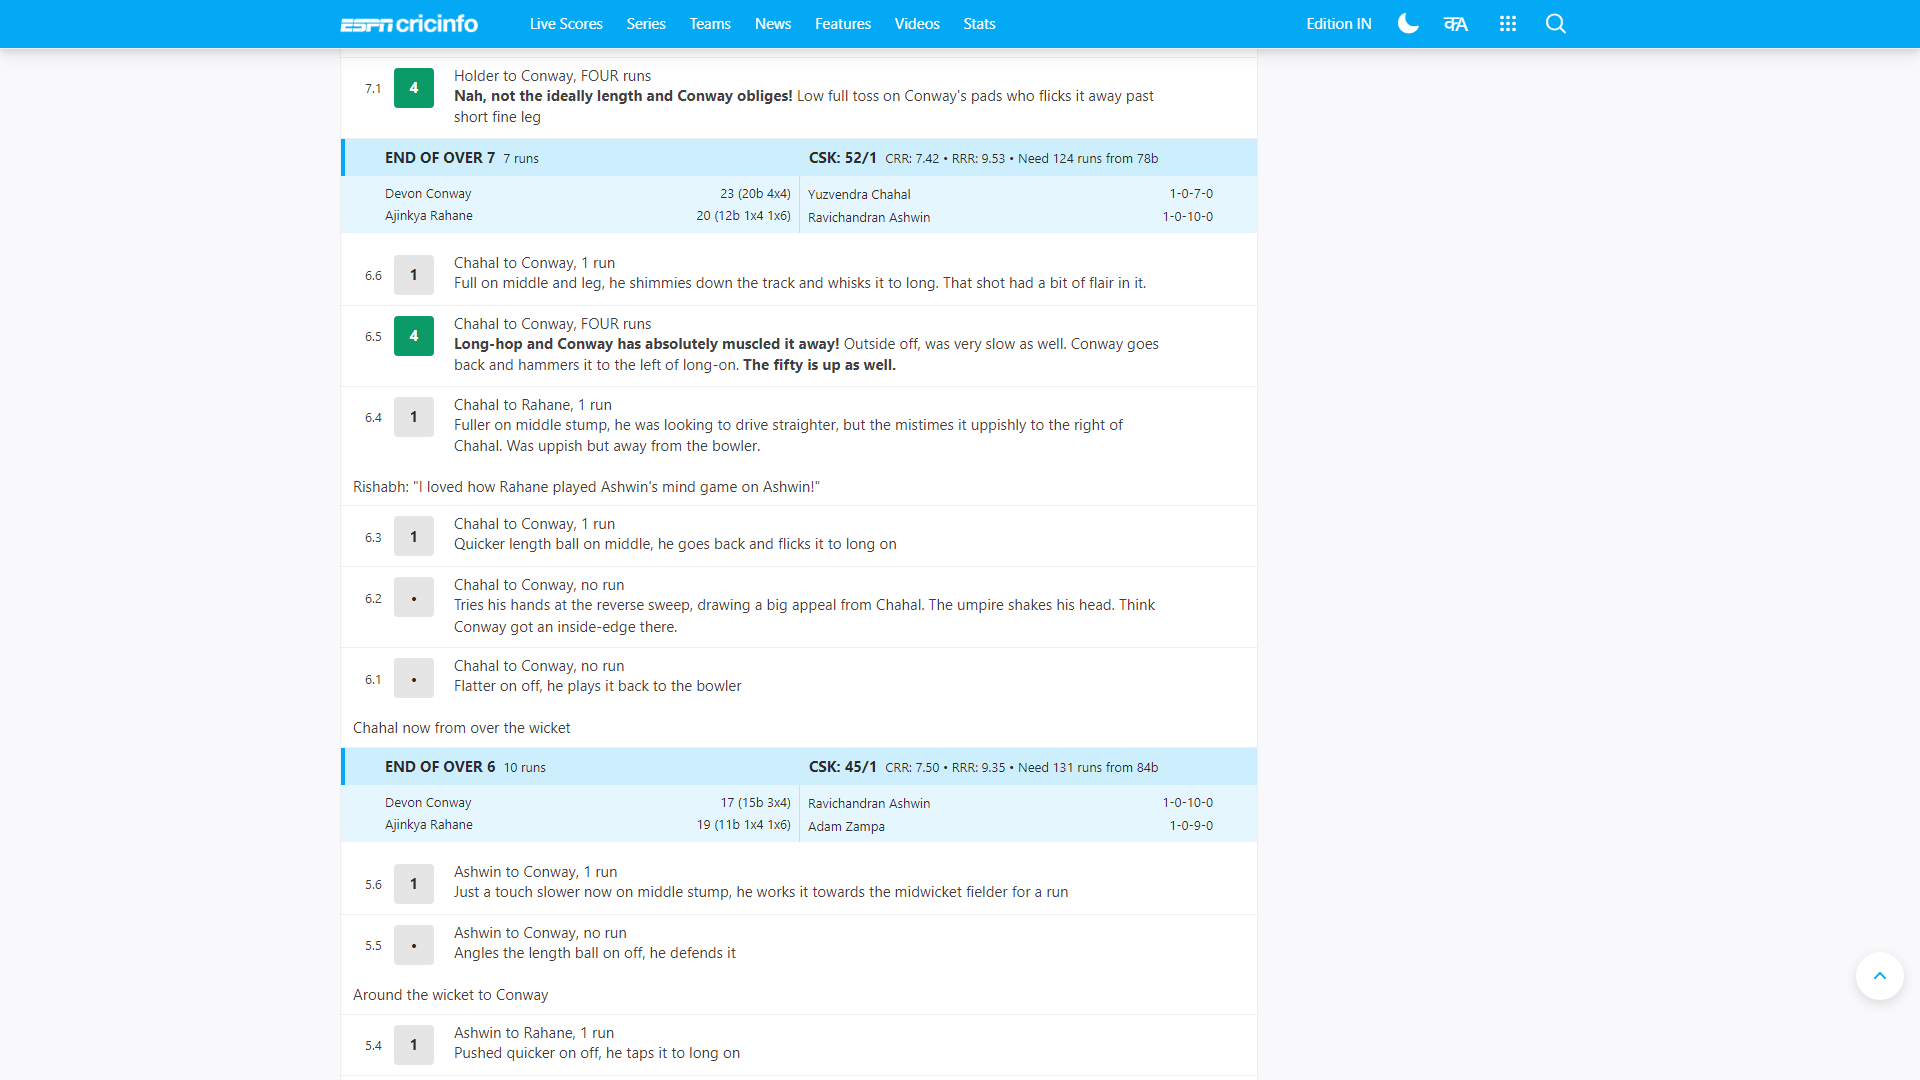 ESPN cricinfo Live Scores Series Teams News Features Videos Stats Edition IN कA
7.1 4 Holder to Conway, FOUR runs
Nah, not the ideally length and Conway obliges! Low full toss on Conway's pads who flicks it away past
short fine leg
END OF OVER 7 7 runs CSK: 52/1 CRR: 7.42 • RRR: 9.53 • Need 124 runs from 78b
Devon Conway 23 (20b 4x4) Yuzvendra Chahal 1-0-7-0
Ajinkya Rahane 20 (12b 1x4 1x6) Ravichandran Ashwin 1-0-10-0
6.6 1 Chahal to Conway, 1 run
Full on middle and leg, he shimmies down the track and whisks it to long. That shot had a bit of flair in it.
6.5 4 Chahal to Conway, FOUR runs
Long-hop and Conway has absolutely muscled it away! Outside off, was very slow as well. Conway goes
back and hammers it to the left of long-on. The fifty is up as well.
6.4 1 Chahal to Rahane, 1 run
Fuller on middle stump, he was looking to drive straighter, but the mistimes it uppishly to the right of
Chahal. Was uppish but away from the bowler.
Rishabh: "I loved how Rahane played Ashwin's mind game on Ashwin!"
6.3 1 Chahal to Conway, 1 run
Quicker length ball on middle, he goes back and flicks it to long on
6.2 • Chahal to Conway, no run
Tries his hands at the reverse sweep, drawing a big appeal from Chahal. The umpire shakes his head. Think
Conway got an inside-edge there.
6.1 • Chahal to Conway, no run
Flatter on off, he plays it back to the bowler
Chahal now from over the wicket
END OF OVER 6 10 runs CSK: 45/1 CRR: 7.50 • RRR: 9.35 • Need 131 runs from 84b
Devon Conway 17 (15b 3x4) Ravichandran Ashwin 1-0-10-0
Ajinkya Rahane 19 (11b 1x4 1x6) Adam Zampa 1-0-9-0
5.6 1 Ashwin to Conway, 1 run
Just a touch slower now on middle stump, he works it towards the midwicket fielder for a run
5.5 • Ashwin to Conway, no run
Angles the length ball on off, he defends it
Around the wicket to Conway
5.4 1 Ashwin to Rahane, 1 run
Pushed quicker on off, he taps it to long on